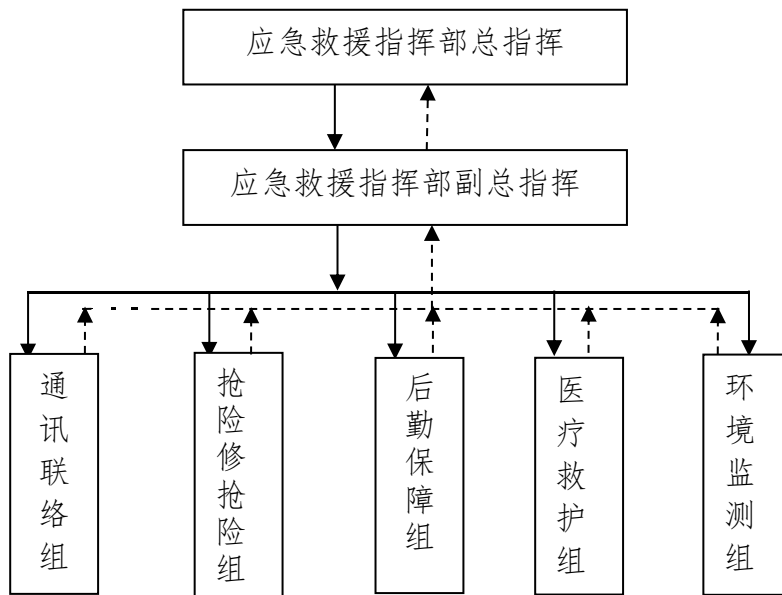 应急救援指挥部总指挥
应急救援指挥部副总指挥
通讯联络组
抢险修抢险组
后勤保障组
医疗救护组
环境监测组